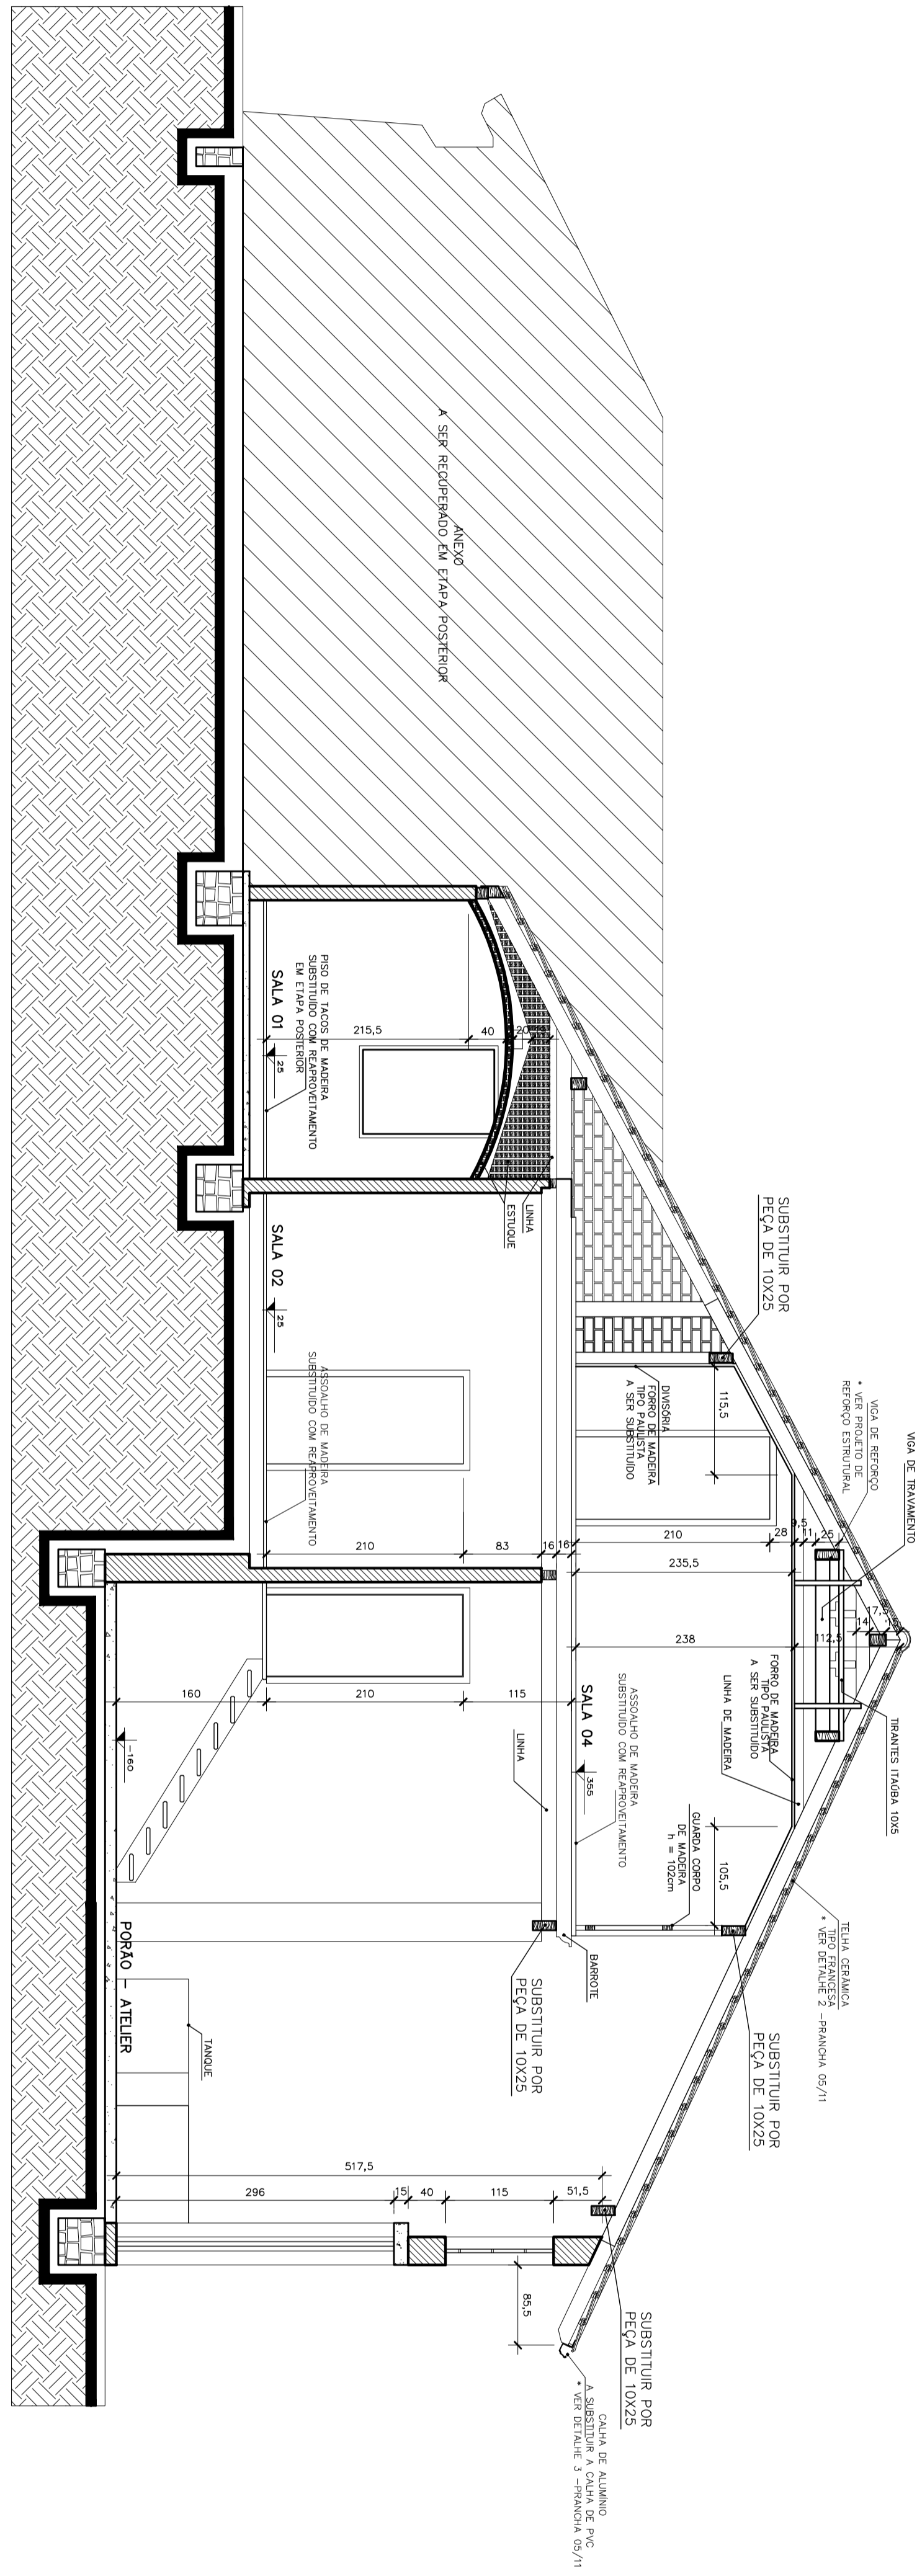 ANEXO
A SER RECUPERADO EM ETAPA POSTERIOR
SUBSTITUIR POR
PEÇA DE 10X25
VIGA DE REFORÇO
* VER PROJETO DE
REFORÇO ESTRUTURAL
VIGA DE TRAVAMENTO
TIRANTES ITAÚBA 10X5
TELHA CERÂMICA
TIPO FRANCESA
* VER DETALHE 2 -PRANCHA 05/11
SUBSTITUIR POR
PEÇA DE 10X25
SUBSTITUIR POR
PEÇA DE 10X25
CALHA DE ALUMÍNIO
A SUBSTITUIR A CALHA DE PVC
* VER DETALHE 3 -PRANCHA 05/11
115,5
DIVISÓRIA
FORRO DE MADEIRA
TIPO PAULISTA
A SER SUBSTITUÍDO
25
11
9,5
28
210
235,5
17,5
14
112,5
238
FORRO DE MADEIRA
TIPO PAULISTA
A SER SUBSTITUÍDO
LINHA DE MADEIRA
105,5
SALA 04
355
ASSOALHO DE MADEIRA
SUBSTITUÍDO COM REAPROVEITAMENTO
GUARDA CORPO
DE MADEIRA
h = 102cm
BARROTE
SUBSTITUIR POR
PEÇA DE 10X25
LINHA
LINHA
ESTUQUE
20
40
215,5
PISO DE TACOS DE MADEIRA
SUBSTITUÍDO COM REAPROVEITAMENTO
EM ETAPA POSTERIOR
SALA 01
25
SALA 02
25
ASSOALHO DE MADEIRA
SUBSTITUÍDO COM REAPROVEITAMENTO
16
16
83
210
115
210
160
-160
PORÃO - ATELIER
TANQUE
517,5
51,5
115
40
15
296
85,5